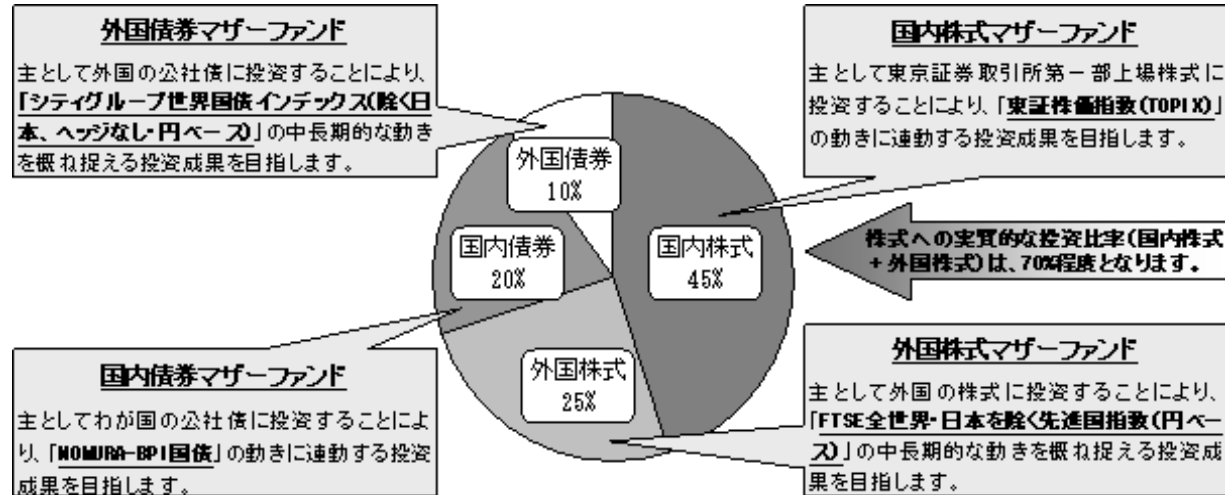 外国債券マザーファンド
主として外国の公社債に投資することにより、
「シティグループ世界国債インデックス(除く日
本、ヘッジなし・円ベース)」の中長期的な動き
を概ね捉える投資成果を目指します。
国内株式マザーファンド
主として東京証券取引所第一部上場株式に
投資することにより、「東証株価指数(TOPIX)」
の動きに連動する投資成果を目指します。
外国債券
10%
国内債券
20%
国内株式
45%
外国株式
25%
株式への実質的な投資比率(国内株式
+外国株式)は、70%程度となります。
国内債券マザーファンド
主としてわが国の公社債に投資することによ
り、「NOMURA-BPI国債」の動きに連動する投資
成果を目指します。
外国株式マザーファンド
主として外国の株式に投資することにより、
「FTSE全世界・日本を除く先進国指数(円ベー
ス)」の中長期的な動きを概ね捉える投資成
果を目指します。